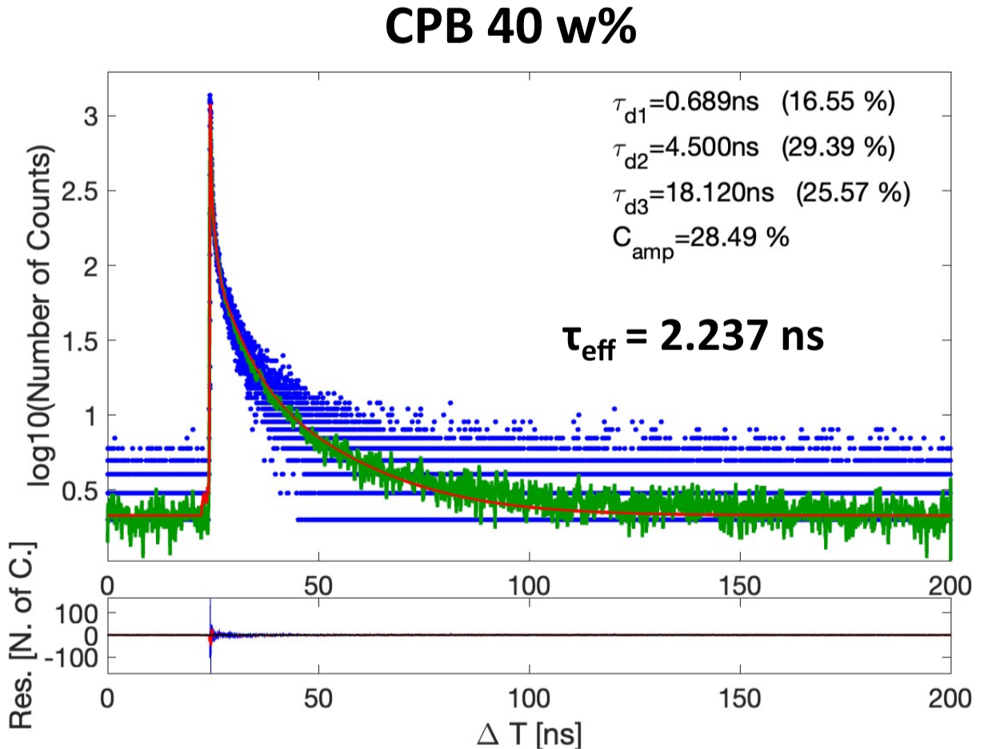 CPB 40 w%
τd1=0.689ns (16.55 %)
τd2=4.500ns (29.39 %)
τd3=18.120ns (25.57 %)
Camp=28.49 %
τeff = 2.237 ns
log10(Number of Counts)
3
2.5
2
1.5
1
0.5
0 50 100 150 200
Res. [N. of C.]
100
0
-100
0 50 100 150 200
Δ T [ns]